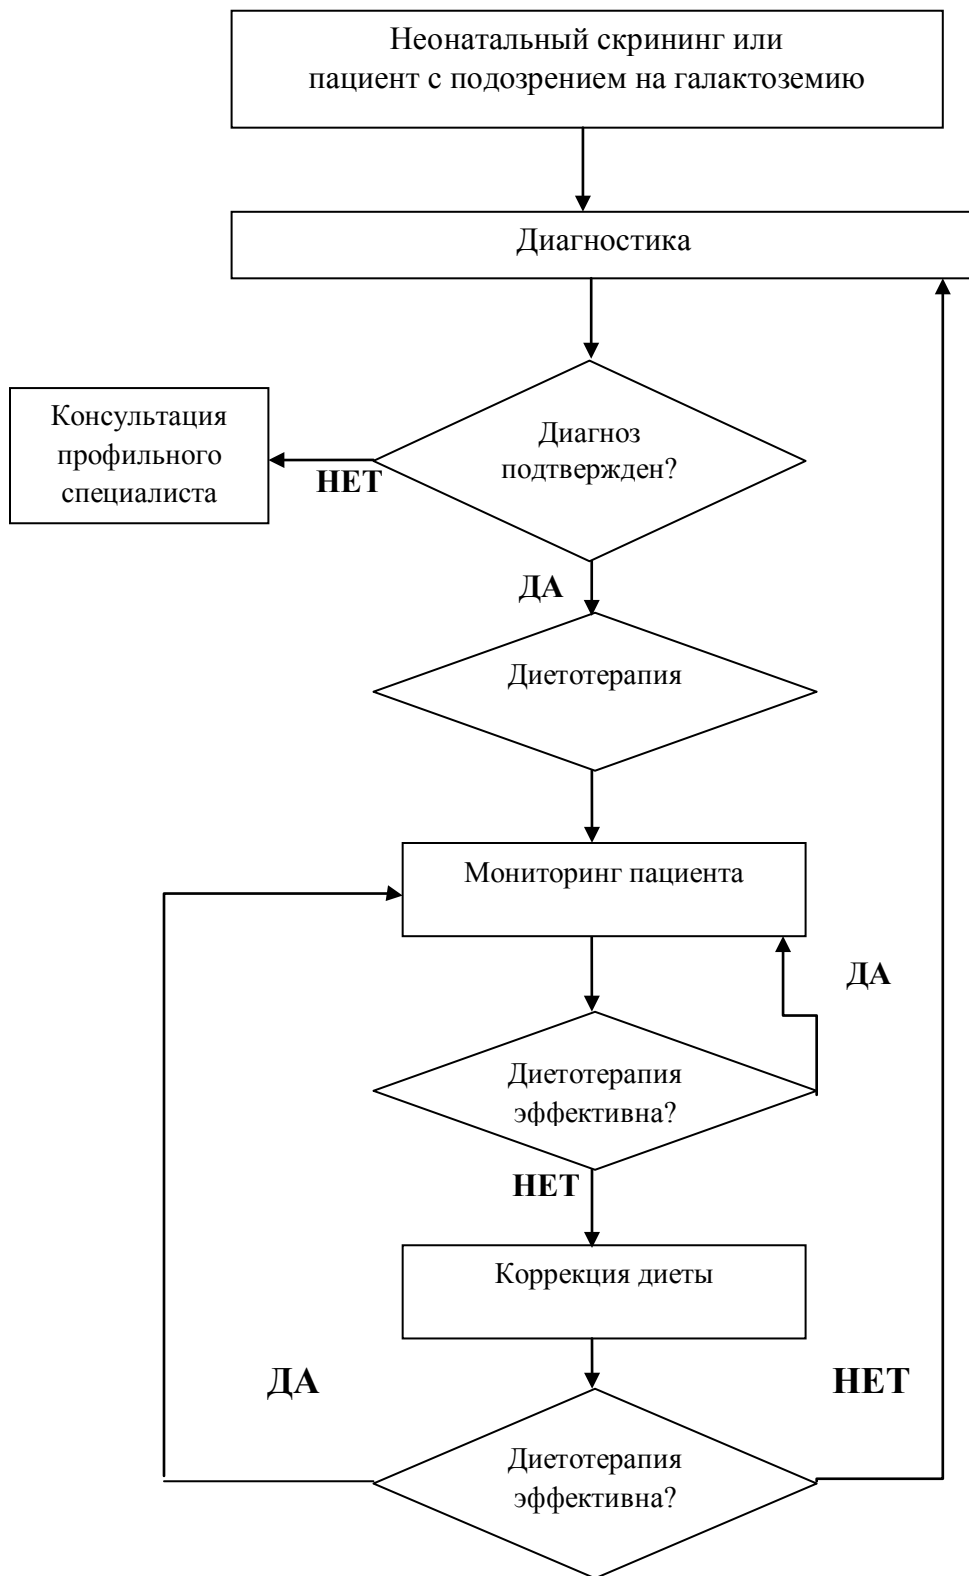 Неонатальный скрининг или
пациент с подозрением на галактоземию
Диагностика
Консультация
профильного
специалиста
НЕТ
Диагноз
подтвержден?
ДА
Диетотерапия
Мониторинг пациента
ДА
Диетотерапия
эффективна?
НЕТ
Коррекция диеты
ДА
НЕТ
Диетотерапия
эффективна?